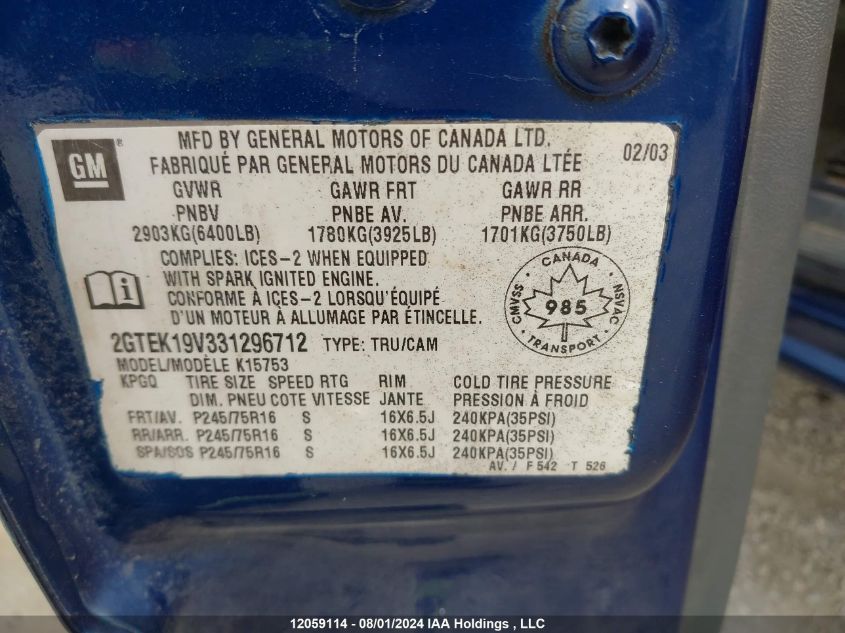 GM
MFD BY GENERAL MOTORS OF CANADA LTD.
02/03
FABRIQUÉ PAR GENERAL MOTORS DU CANADA LTÉE
GVWR GAWR FRT GAWR RR
PNBV PNBE AV. PNBE ARR.
2903KG(6400LB) 1780KG(3925LB) 1701KG(3750LB)
COMPLIES: ICES-2 WHEN EQUIPPED
WITH SPARK IGNITED ENGINE.
CONFORME À ICES-2 LORSQU'ÉQUIPÉ
D'UN MOTEUR À ALLUMAGE PAR ÉTINCELLE.
CANADA
CMVSS 985 NSVAC
TRANSPORT
2GTEK19V331296712 TYPE: TRU/CAM
MODEL/MODÈLE K15753
KPGQ TIRE SIZE SPEED RTG RIM COLD TIRE PRESSURE
DIM. PNEU COTE VITESSE JANTE PRESSION À FROID
FRT/AV. P245/75R16 S 16X6.5J 240KPA(35PSI)
RR/ARR. P245/75R16 S 16X6.5J 240KPA(35PSI)
SPA/SOS P245/75R16 S 16X6.5J 240KPA(35PSI)
AV. / F 542 T 526
12059114 - 08/01/2024 IAA Holdings , LLC